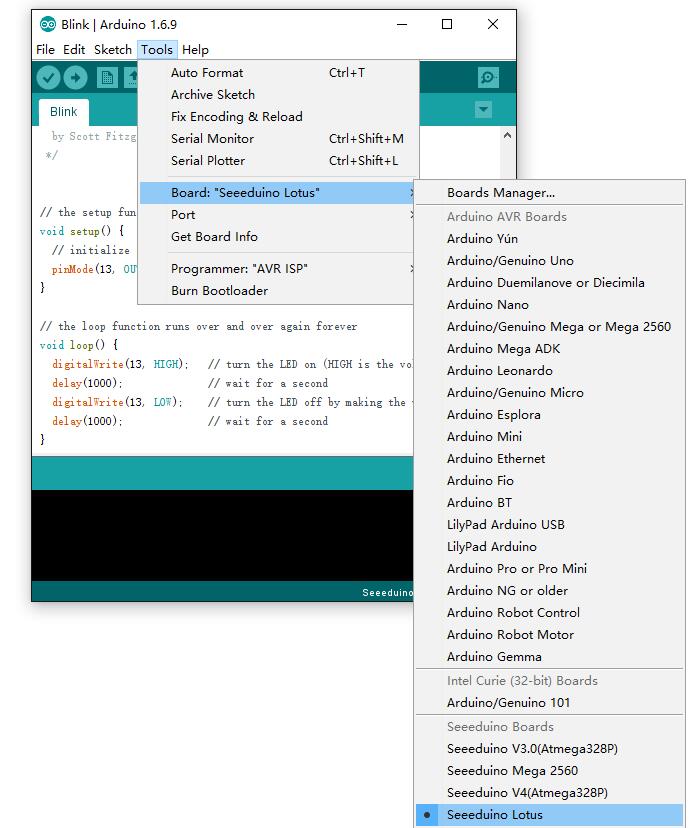 Blink | Arduino 1.6.9
File Edit Sketch Tools Help
Auto Format Ctrl+T
Archive Sketch
Fix Encoding & Reload
Serial Monitor Ctrl+Shift+M
Serial Plotter Ctrl+Shift+L
Board: "Seeeduino Lotus"
Port
Get Board Info
Programmer: "AVR ISP"
Burn Bootloader
Blink
by Scott
*/
// the setup
void setup() {
// initialize
pinMode(13,
}
// the loop function runs over and over again forever
void loop() {
digitalWrite(13, HIGH); // turn the LED on (HIGH is the
delay(1000); // wait for a second
digitalWrite(13, LOW); // turn the LED off by making the
delay(1000); // wait for a second
}
Seeeduino
Boards Manager...
Arduino AVR Boards
Arduino Yún
Arduino/Genuino Uno
Arduino Duemilanove or Diecimila
Arduino Nano
Arduino/Genuino Mega or Mega 2560
Arduino Mega ADK
Arduino Leonardo
Arduino/Genuino Micro
Arduino Esplora
Arduino Mini
Arduino Ethernet
Arduino Fio
Arduino BT
LilyPad Arduino USB
LilyPad Arduino
Arduino Pro or Pro Mini
Arduino NG or older
Arduino Robot Control
Arduino Robot Motor
Arduino Gemma
Intel Curie (32-bit) Boards
Arduino/Genuino 101
Seeeduino Boards
Seeeduino V3.0(Atmega328P)
Seeeduino Mega 2560
Seeeduino V4(Atmega328P)
Seeeduino Lotus